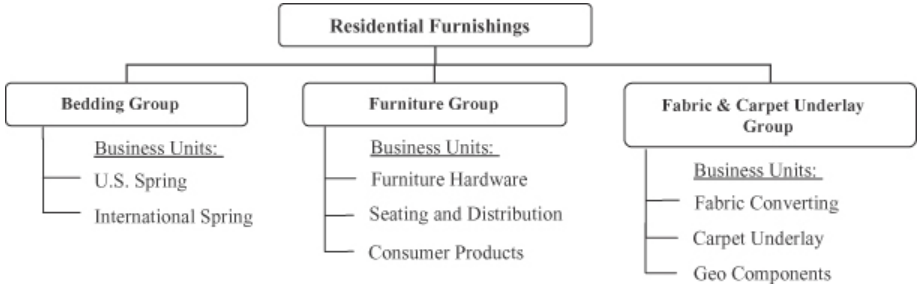 Residential Furnishings
Bedding Group
Business Units:
U.S. Spring
International Spring
Furniture Group
Business Units:
Furniture Hardware
Seating and Distribution
Consumer Products
Fabric & Carpet Underlay
Group
Business Units:
Fabric Converting
Carpet Underlay
Geo Components